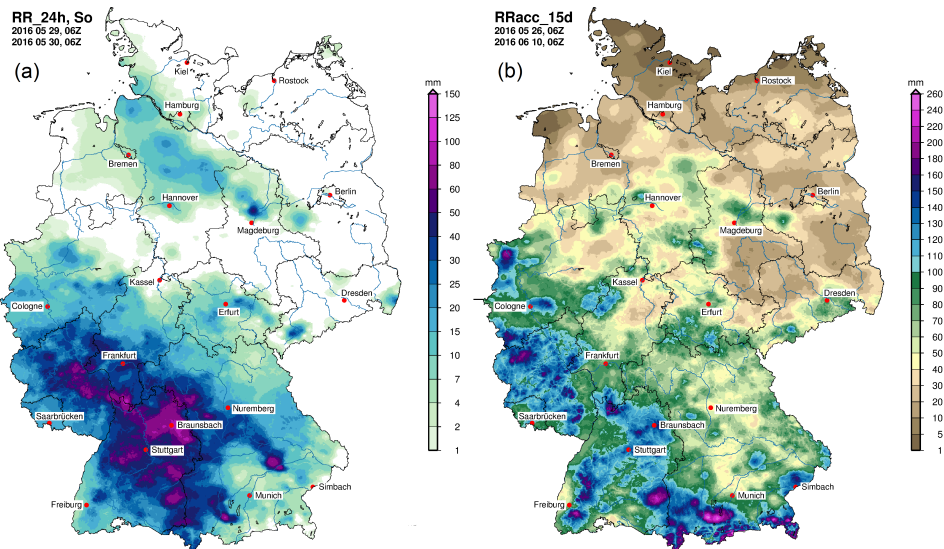 RR_24h, So
2016 05 29, 06Z
2016 05 30, 06Z
(a)
Kiel
Rostock
Hamburg
Bremen
Berlin
Hannover
Magdeburg
Kassel
Dresden
Cologne
Erfurt
Frankfurt
Nuremberg
Saarbrücken
Braunsbach
Stuttgart
Simbach
Munich
Freiburg
mm
150
125
100
80
60
50
40
30
25
20
15
10
7
4
2
1
RRacc_15d
2016 05 26, 06Z
2016 06 10, 06Z
(b)
Kiel
Rostock
Hamburg
Bremen
Berlin
Hannover
Magdeburg
Kassel
Dresden
Cologne
Erfurt
Frankfurt
Nuremberg
Saarbrücken
Braunsbach
Stuttgart
Simbach
Munich
Freiburg
mm
260
240
220
200
180
160
150
140
130
120
110
100
90
80
70
60
50
40
30
20
10
5
1